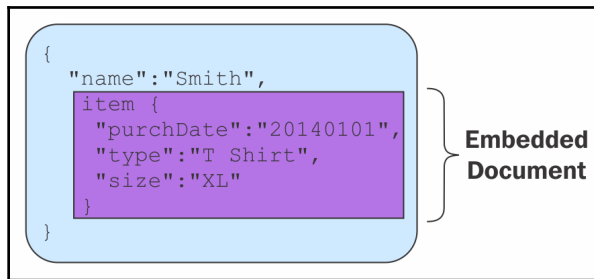 {
"name":"Smith",
item {
"purchDate":"20140101",
"type":"T Shirt",
"size":"XL"
}
}
Embedded
Document